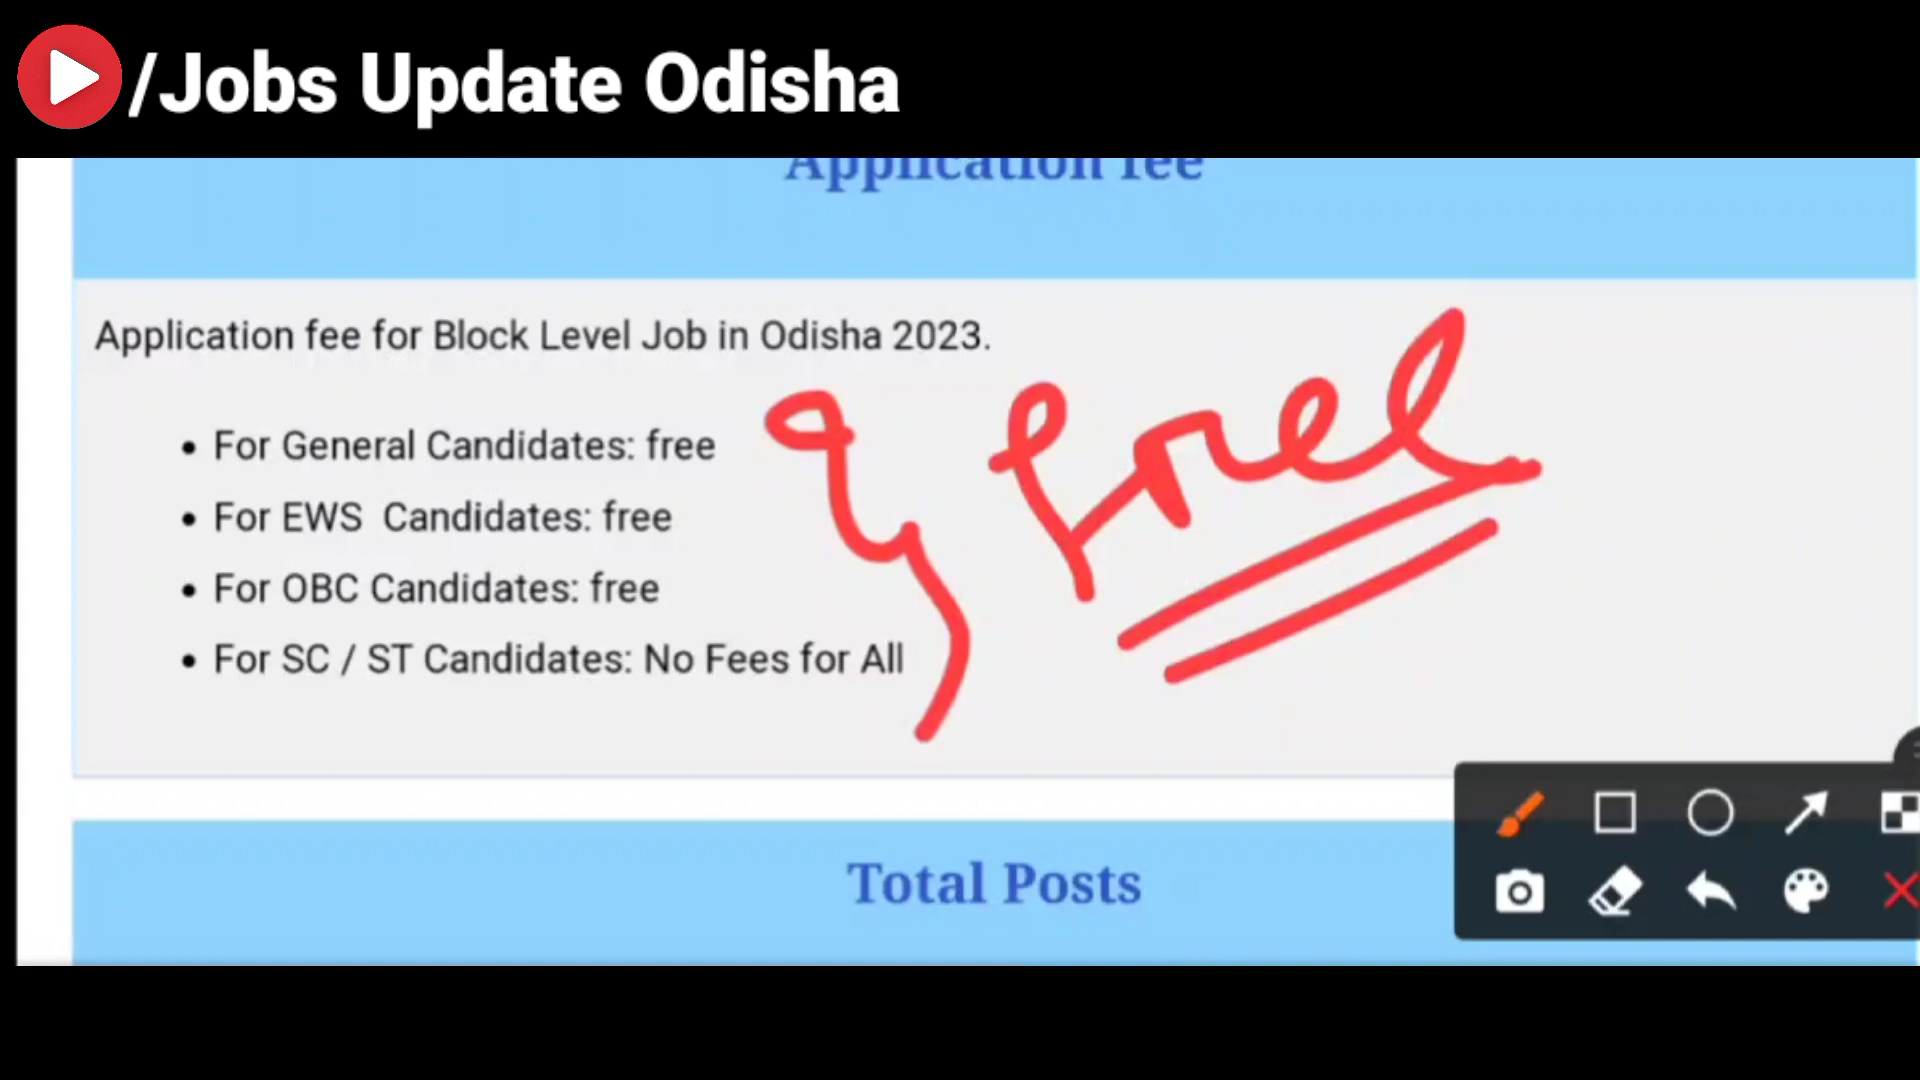 /Jobs Update Odisha
Application fee
Application fee for Block Level Job in Odisha 2023.
• For General Candidates: free
• For EWS Candidates: free
• For OBC Candidates: free
• For SC / ST Candidates: No Fees for All
free
Total Posts